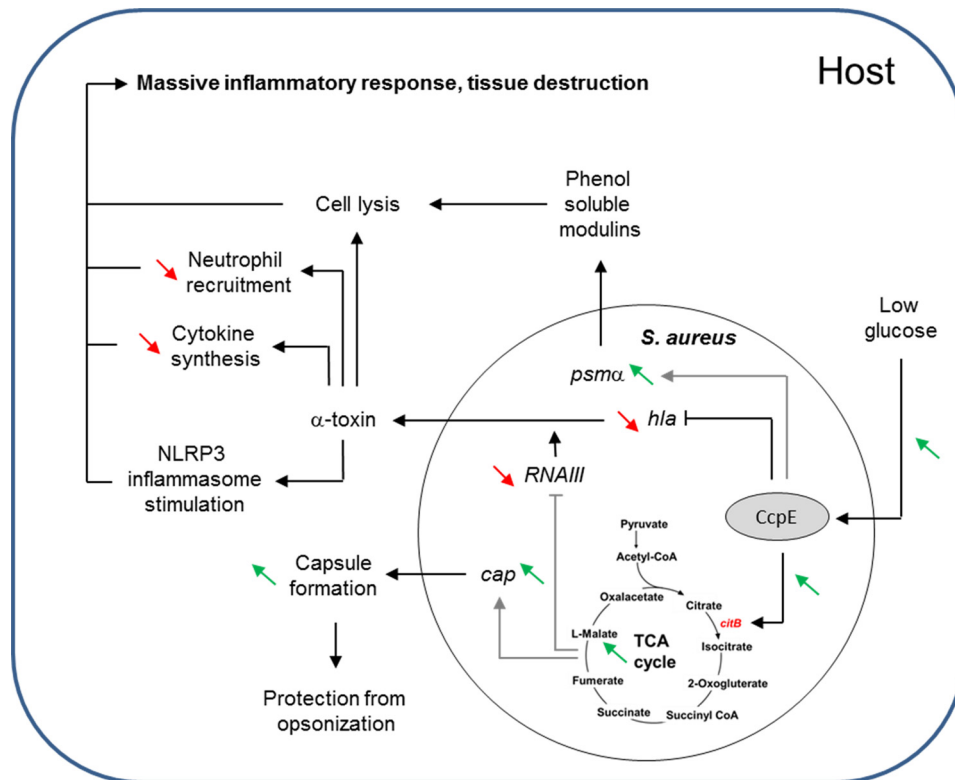 Host
Massive inflammatory response, tissue destruction
Phenol
soluble
modulins
Cell lysis
Neutrophil
recruitment
Low
glucose
Cytokine
synthesis
S. aureus
psmα
hla
α-toxin
NLRP3
inflammasome
stimulation
RNAIII
CcpE
Pyruvate
Acetyl-CoA
Capsule
formation
cap
Oxalacetate
Citrate
citB
L-Malate
TCA
cycle
Isocitrate
Fumerate
2-Oxogluterate
Succinate
Succinyl CoA
Protection from
opsonization